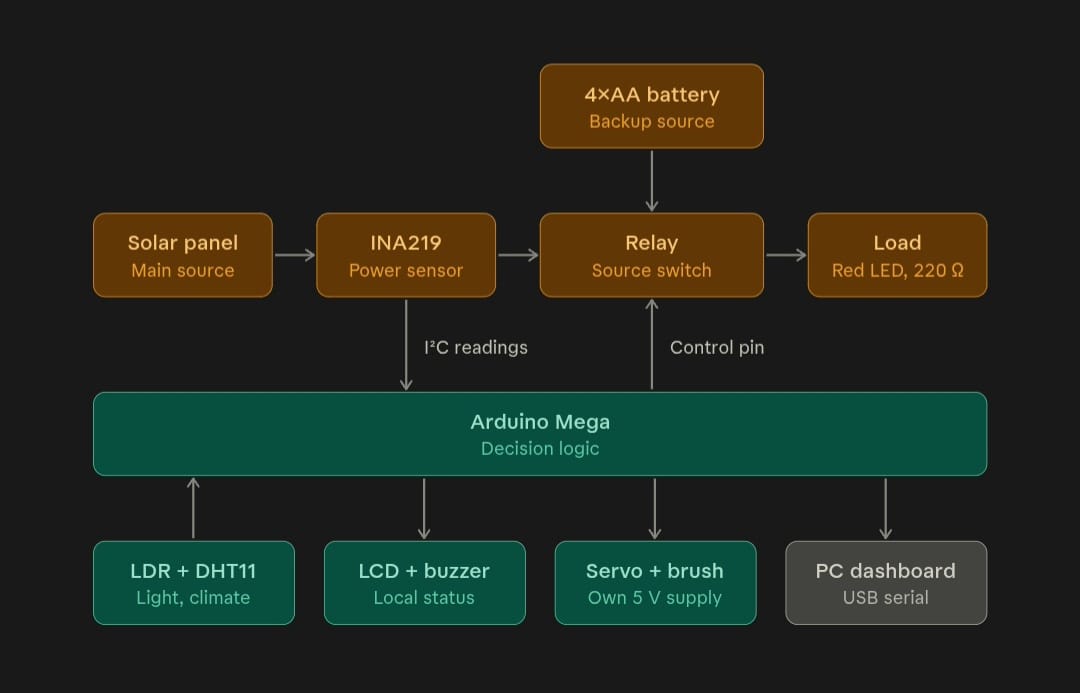 4×AA battery
Backup source
Solar panel
Main source
INA219
Power sensor
Relay
Source switch
Load
Red LED, 220 Ω
I²C readings
Control pin
Arduino Mega
Decision logic
LDR + DHT11
Light, climate
LCD + buzzer
Local status
Servo + brush
Own 5 V supply
PC dashboard
USB serial